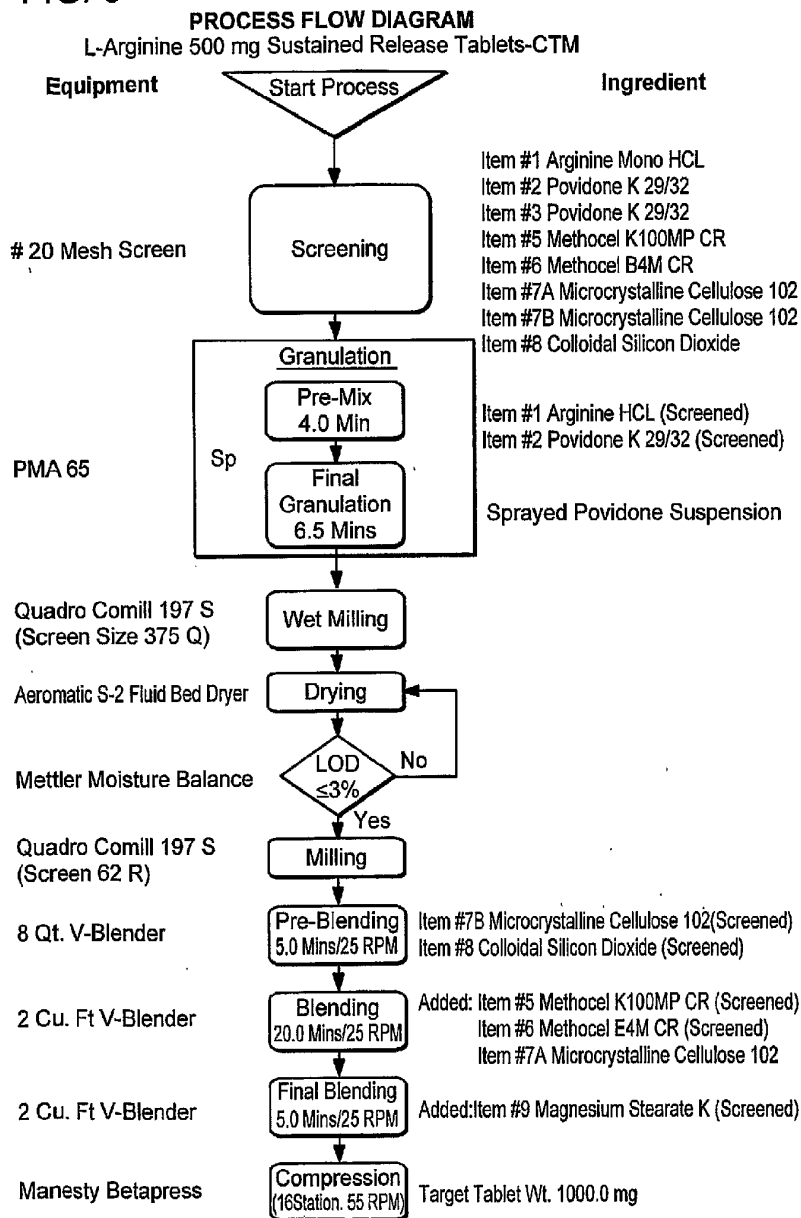 PROCESS FLOW DIAGRAM
L-Arginine 500 mg Sustained Release Tablets-CTM
Equipment
Start Process
Ingredient
# 20 Mesh Screen
Screening
Item #1 Arginine Mono HCL
Item #2 Povidone K 29/32
Item #3 Povidone K 29/32
Item #5 Methocel K100MP CR
Item #6 Methocel B4M CR
Item #7A Microcrystalline Cellulose 102
Item #7B Microcrystalline Cellulose 102
Item #8 Colloidal Silicon Dioxide
PMA 65
Granulation
Pre-Mix
4.0 Min
Sp
Final
Granulation
6.5 Mins
Item #1 Arginine HCL (Screened)
Item #2 Povidone K 29/32 (Screened)
Sprayed Povidone Suspension
Quadro Comill 197 S
(Screen Size 375 Q)
Wet Milling
Aeromatic S-2 Fluid Bed Dryer
Drying
Mettler Moisture Balance
LOD
≤3%
No
Yes
Quadro Comill 197 S
(Screen 62 R)
Milling
8 Qt. V-Blender
Pre-Blending
5.0 Mins/25 RPM
Item #7B Microcrystalline Cellulose 102(Screened)
Item #8 Colloidal Silicon Dioxide (Screened)
2 Cu. Ft V-Blender
Blending
20.0 Mins/25 RPM
Added: Item #5 Methocel K100MP CR (Screened)
Item #6 Methocel E4M CR (Screened)
Item #7A Microcrystalline Cellulose 102
2 Cu. Ft V-Blender
Final Blending
5.0 Mins/25 RPM
Added:Item #9 Magnesium Stearate K (Screened)
Manesty Betapress
Compression
(16Station. 55 RPM)
Target Tablet Wt. 1000.0 mg